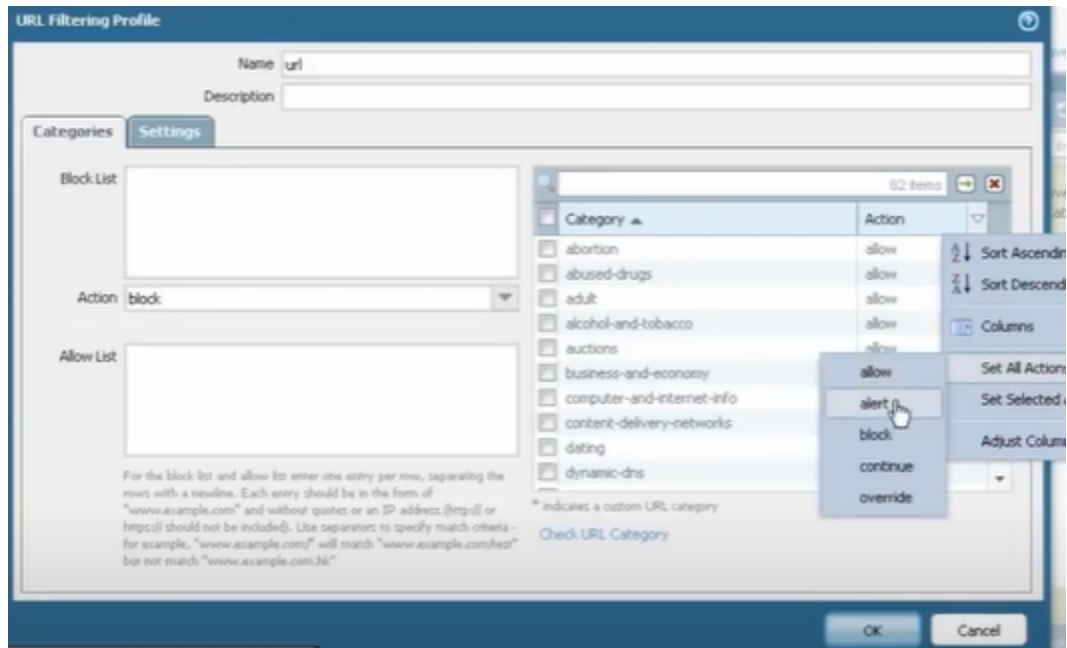 URL Filtering Profile
Name url
Description
Categories Settings
Block List
Action block
Allow List
For the block list and allow list enter one entry per row, separating the
rows with a newline. Each entry should be in the form of
"www.example.com" and without quotes or an IP address (http:// or
https:// should not be included). Use separators to specify match criteria -
for example, "www.example.com/" will match "www.example.com/test"
but not match "www.example.com.hk"
62 items
Category Action
abortion allow
abused-drugs allow
adult allow
alcohol-and-tobacco allow
auctions allow
business-and-economy
computer-and-internet-info
content-delivery-networks
dating
dynamic-dns
* indicates a custom URL category
Check URL Category
Sort Ascendin
Sort Descendi
Columns
Set All Actions
Set Selected A
Adjust Colum
allow
alert
block
continue
override
OK Cancel